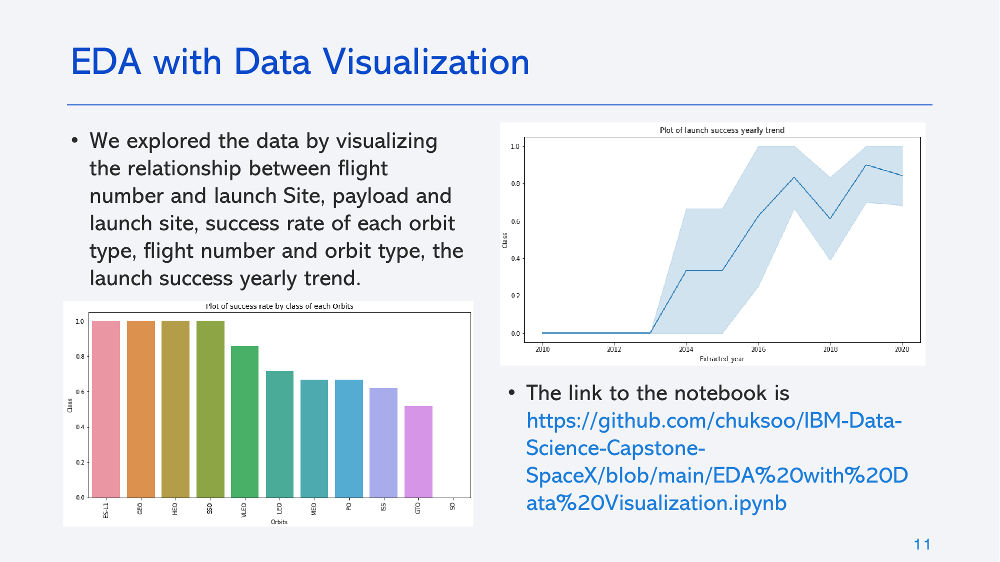 EDA with Data Visualization
• We explored the data by visualizing
the relationship between flight
number and launch Site, payload and
launch site, success rate of each orbit
type, flight number and orbit type, the
launch success yearly trend.
Plot of success rate by class of each Orbits
1.0
0.8
0.6
0.4
0.2
0.0
Class
ES-L1
GEO
HEO
SSO
VLEO
LEO
MEO
PO
ISS
GTO
SO
Orbits
Plot of launch success yearly trend
1.0
0.8
0.6
0.4
0.2
0.0
Class
2010
2012
2014
2016
2018
2020
Extracted_year
• The link to the notebook is
https://github.com/chuksoo/IBM-Data-
Science-Capstone-
SpaceX/blob/main/EDA%20with%20D
ata%20Visualization.ipynb
11